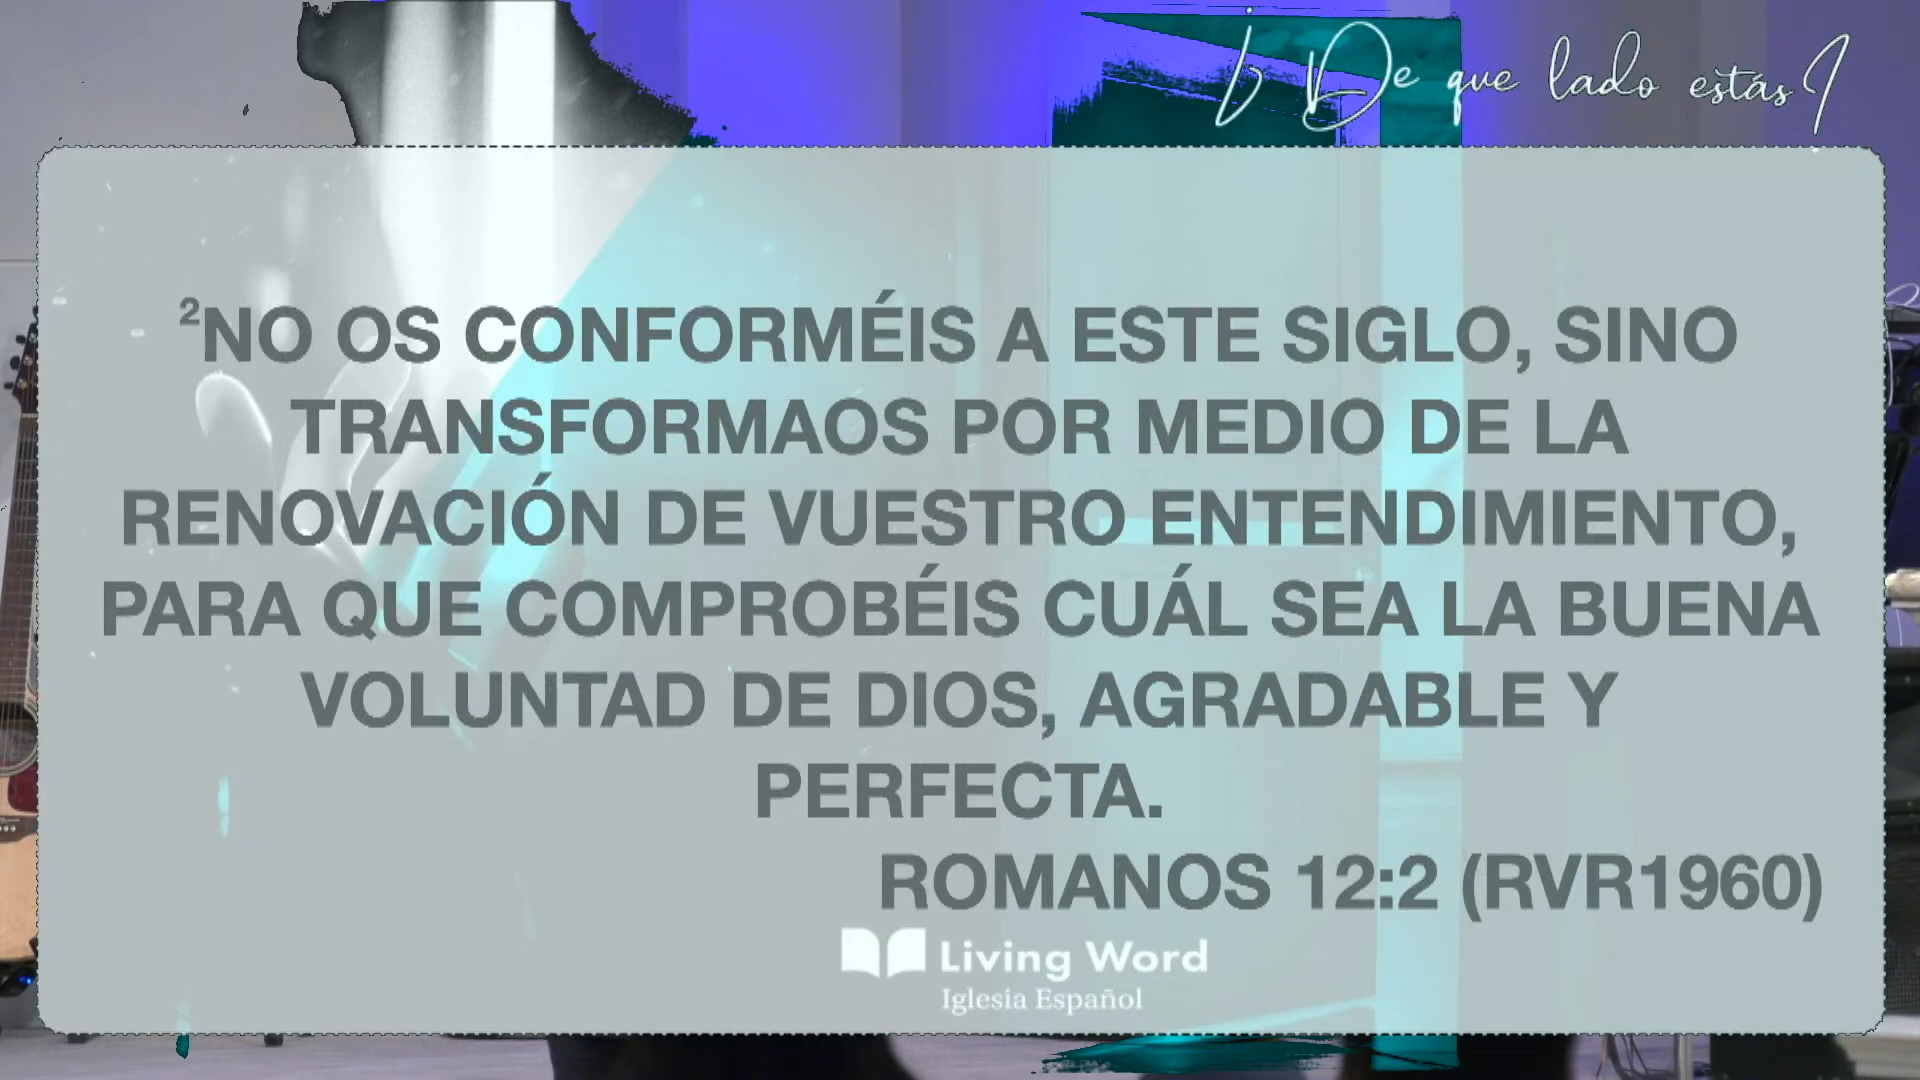 ¿De que lado estás?
²NO OS CONFORMÉIS A ESTE SIGLO, SINO
TRANSFORMAOS POR MEDIO DE LA
RENOVACIÓN DE VUESTRO ENTENDIMIENTO,
PARA QUE COMPROBÉIS CUÁL SEA LA BUENA
VOLUNTAD DE DIOS, AGRADABLE Y
PERFECTA.
ROMANOS 12:2 (RVR1960)
Living Word
Iglesia Español